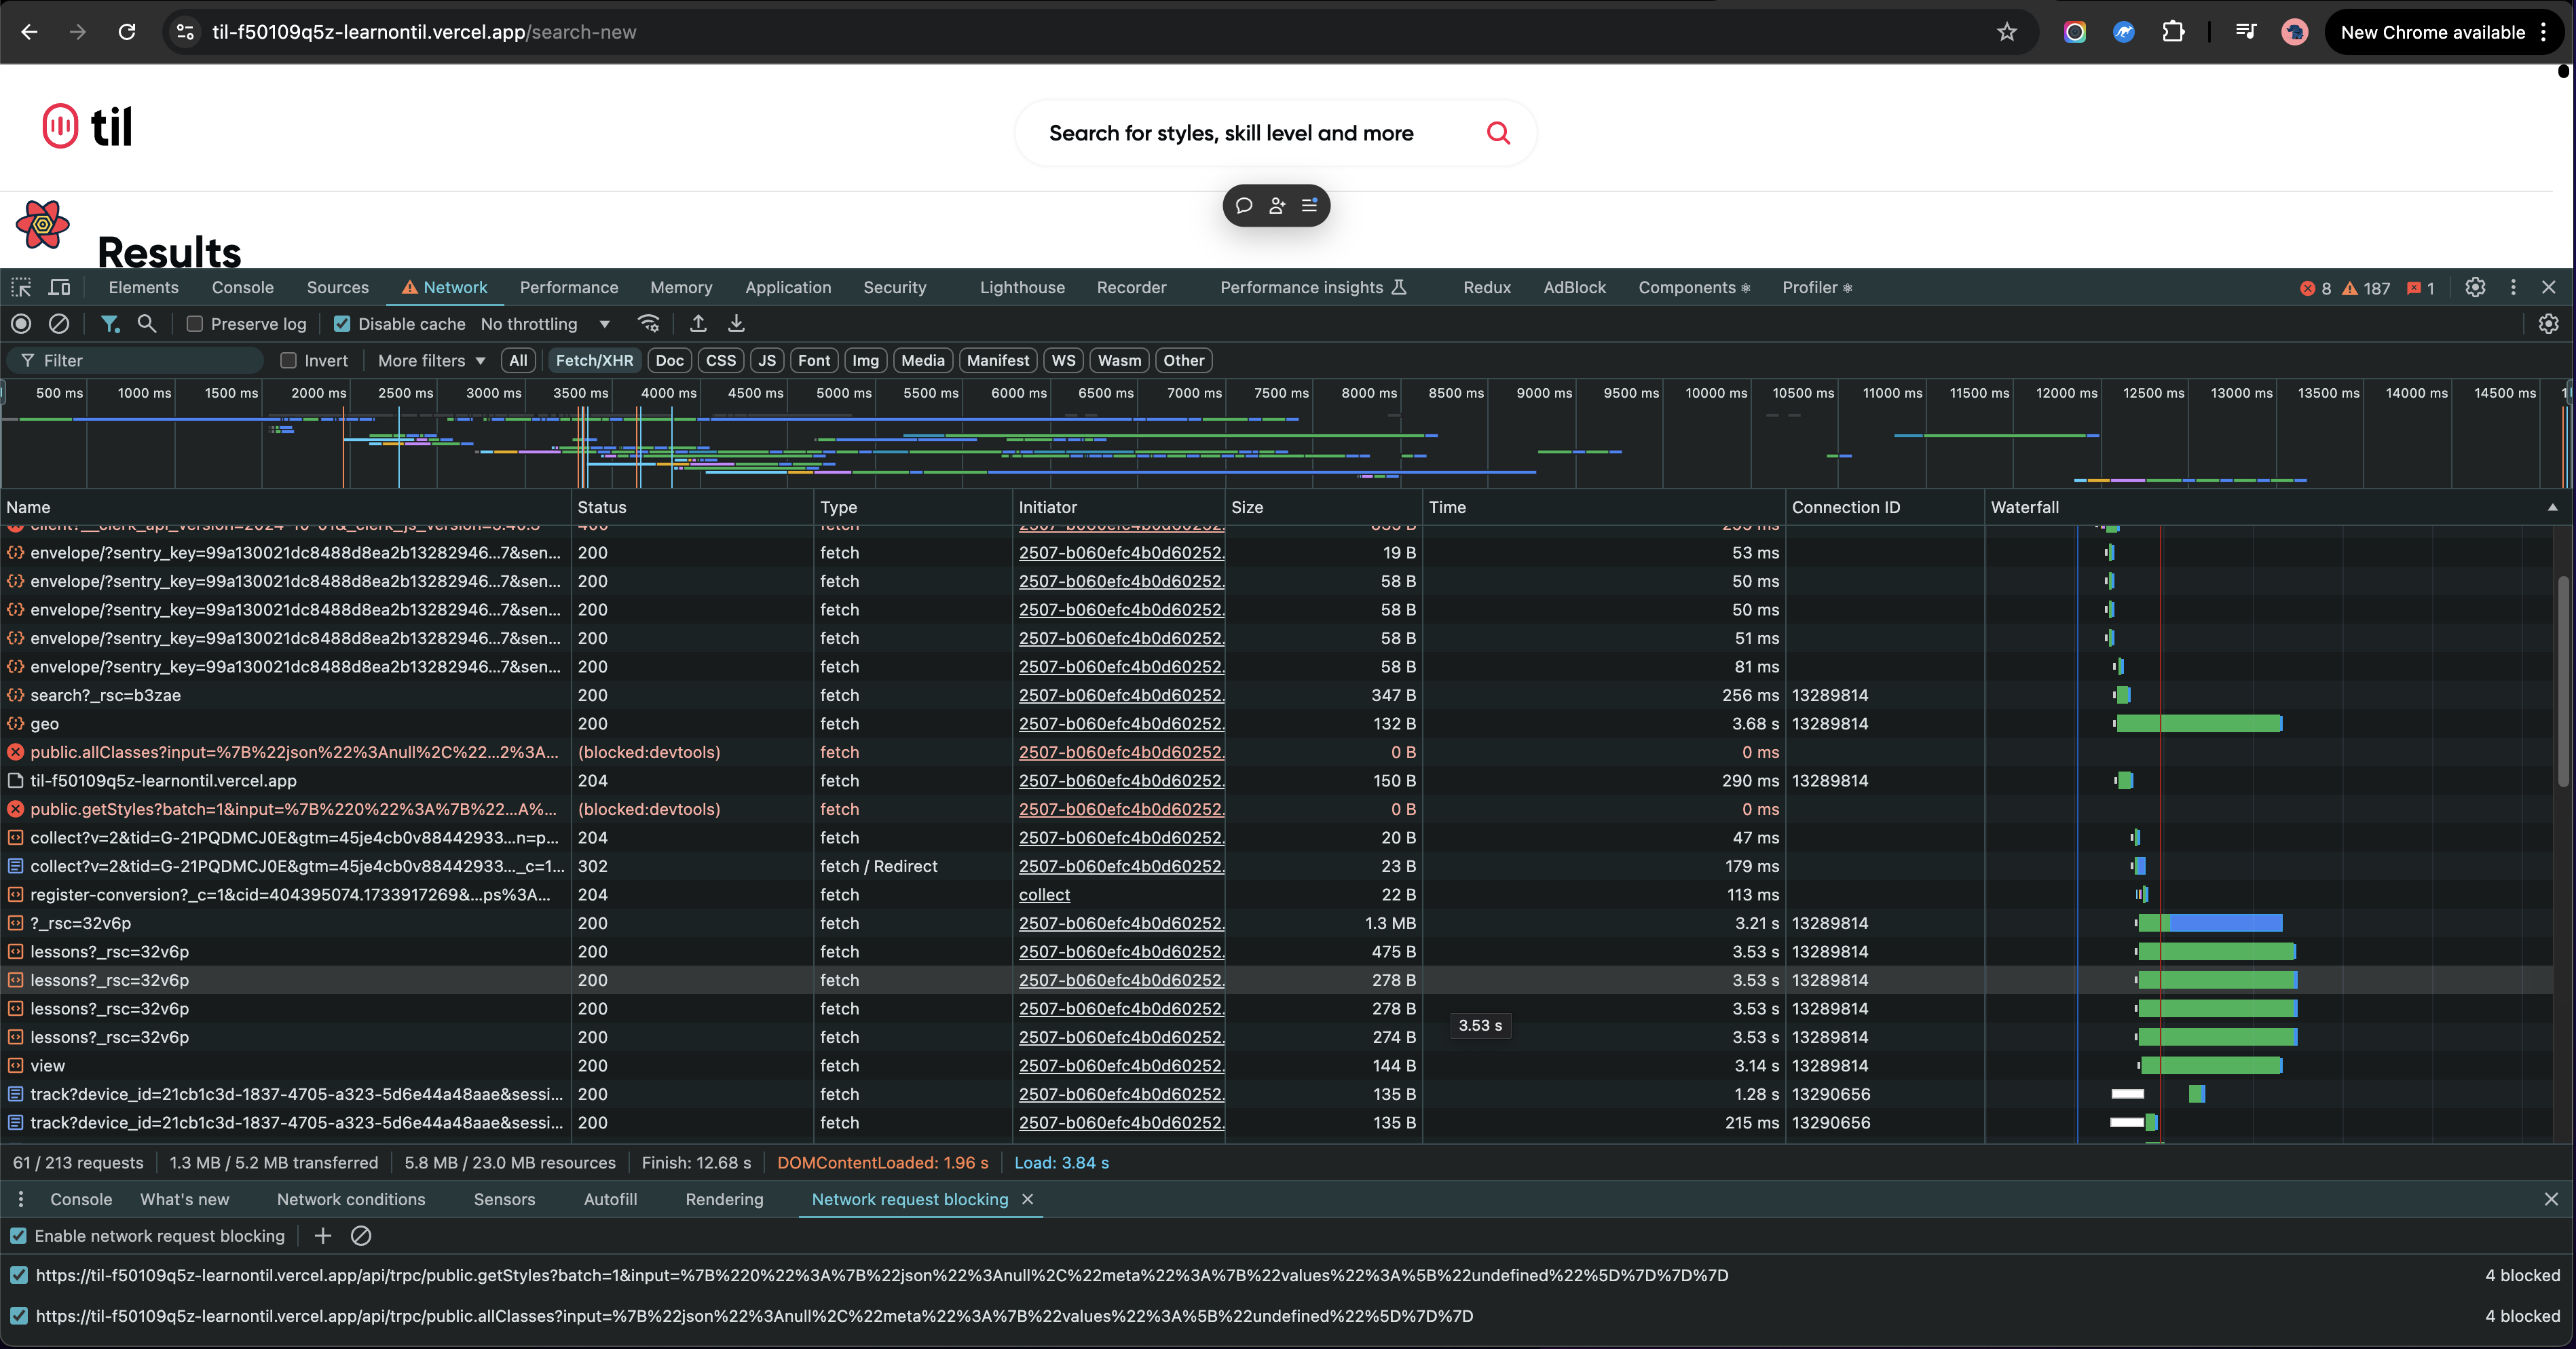 til-f50109q5z-learnontil.vercel.app/search-new
New Chrome available
til
Search for styles, skill level and more
Results
Elements Console Sources Network Performance Memory Application Security Lighthouse Recorder Performance insights Redux AdBlock Components Profiler 8 187 1
Preserve log Disable cache No throttling
Filter Invert More filters All Fetch/XHR Doc CSS JS Font Img Media Manifest WS Wasm Other
500 ms 1000 ms 1500 ms 2000 ms 2500 ms 3000 ms 3500 ms 4000 ms 4500 ms 5000 ms 5500 ms 6000 ms 6500 ms 7000 ms 7500 ms 8000 ms 8500 ms 9000 ms 9500 ms 10000 ms 10500 ms 11000 ms 11500 ms 12000 ms 12500 ms 13000 ms 13500 ms 14000 ms 14500 ms
Name Status Type Initiator Size Time Connection ID Waterfall
envelope/?sentry_key=99a130021dc8488d8ea2b13282946...7&sen... 200 fetch 2507-b060efc4b0d60252. 19 B 53 ms
envelope/?sentry_key=99a130021dc8488d8ea2b13282946...7&sen... 200 fetch 2507-b060efc4b0d60252. 58 B 50 ms
envelope/?sentry_key=99a130021dc8488d8ea2b13282946...7&sen... 200 fetch 2507-b060efc4b0d60252. 58 B 50 ms
envelope/?sentry_key=99a130021dc8488d8ea2b13282946...7&sen... 200 fetch 2507-b060efc4b0d60252. 58 B 51 ms
envelope/?sentry_key=99a130021dc8488d8ea2b13282946...7&sen... 200 fetch 2507-b060efc4b0d60252. 58 B 81 ms
search?_rsc=b3zae 200 fetch 2507-b060efc4b0d60252. 347 B 256 ms 13289814
geo 200 fetch 2507-b060efc4b0d60252. 132 B 3.68 s 13289814
public.allClasses?input=%7B%22json%22%3Anull%2C%22...2%3A... (blocked:devtools) fetch 2507-b060efc4b0d60252. 0 B 0 ms
til-f50109q5z-learnontil.vercel.app 204 fetch 2507-b060efc4b0d60252. 150 B 290 ms 13289814
public.getStyles?batch=1&input=%7B%220%22%3A%7B%22...A%... (blocked:devtools) fetch 2507-b060efc4b0d60252. 0 B 0 ms
collect?v=2&tid=G-21PQDMCJ0E&gtm=45je4cb0v88442933...n=p... 204 fetch 2507-b060efc4b0d60252. 20 B 47 ms
collect?v=2&tid=G-21PQDMCJ0E&gtm=45je4cb0v88442933..._c=1... 302 fetch / Redirect 2507-b060efc4b0d60252. 23 B 179 ms
register-conversion?_c=1&cid=404395074.1733917269&...ps%3A... 204 fetch collect 22 B 113 ms
?_rsc=32v6p 200 fetch 2507-b060efc4b0d60252. 1.3 MB 3.21 s 13289814
lessons?_rsc=32v6p 200 fetch 2507-b060efc4b0d60252. 475 B 3.53 s 13289814
lessons?_rsc=32v6p 200 fetch 2507-b060efc4b0d60252. 278 B 3.53 s 13289814
lessons?_rsc=32v6p 200 fetch 2507-b060efc4b0d60252. 278 B 3.53 s 13289814
3.53 s
lessons?_rsc=32v6p 200 fetch 2507-b060efc4b0d60252. 274 B 3.53 s 13289814
view 200 fetch 2507-b060efc4b0d60252. 144 B 3.14 s 13289814
track?device_id=21cb1c3d-1837-4705-a323-5d6e44a48aae&sessi... 200 fetch 2507-b060efc4b0d60252. 135 B 1.28 s 13290656
track?device_id=21cb1c3d-1837-4705-a323-5d6e44a48aae&sessi... 200 fetch 2507-b060efc4b0d60252. 135 B 215 ms 13290656
61 / 213 requests 1.3 MB / 5.2 MB transferred 5.8 MB / 23.0 MB resources Finish: 12.68 s DOMContentLoaded: 1.96 s Load: 3.84 s
Console What's new Network conditions Sensors Autofill Rendering Network request blocking
Enable network request blocking
https://til-f50109q5z-learnontil.vercel.app/api/trpc/public.getStyles?batch=1&input=%7B%220%22%3A%7B%22json%22%3Anull%2C%22meta%22%3A%7B%22values%22%3A%5B%22undefined%22%5D%7D%7D%7D 4 blocked
https://til-f50109q5z-learnontil.vercel.app/api/trpc/public.allClasses?input=%7B%22json%22%3Anull%2C%22meta%22%3A%7B%22values%22%3A%5B%22undefined%22%5D%7D%7D 4 blocked